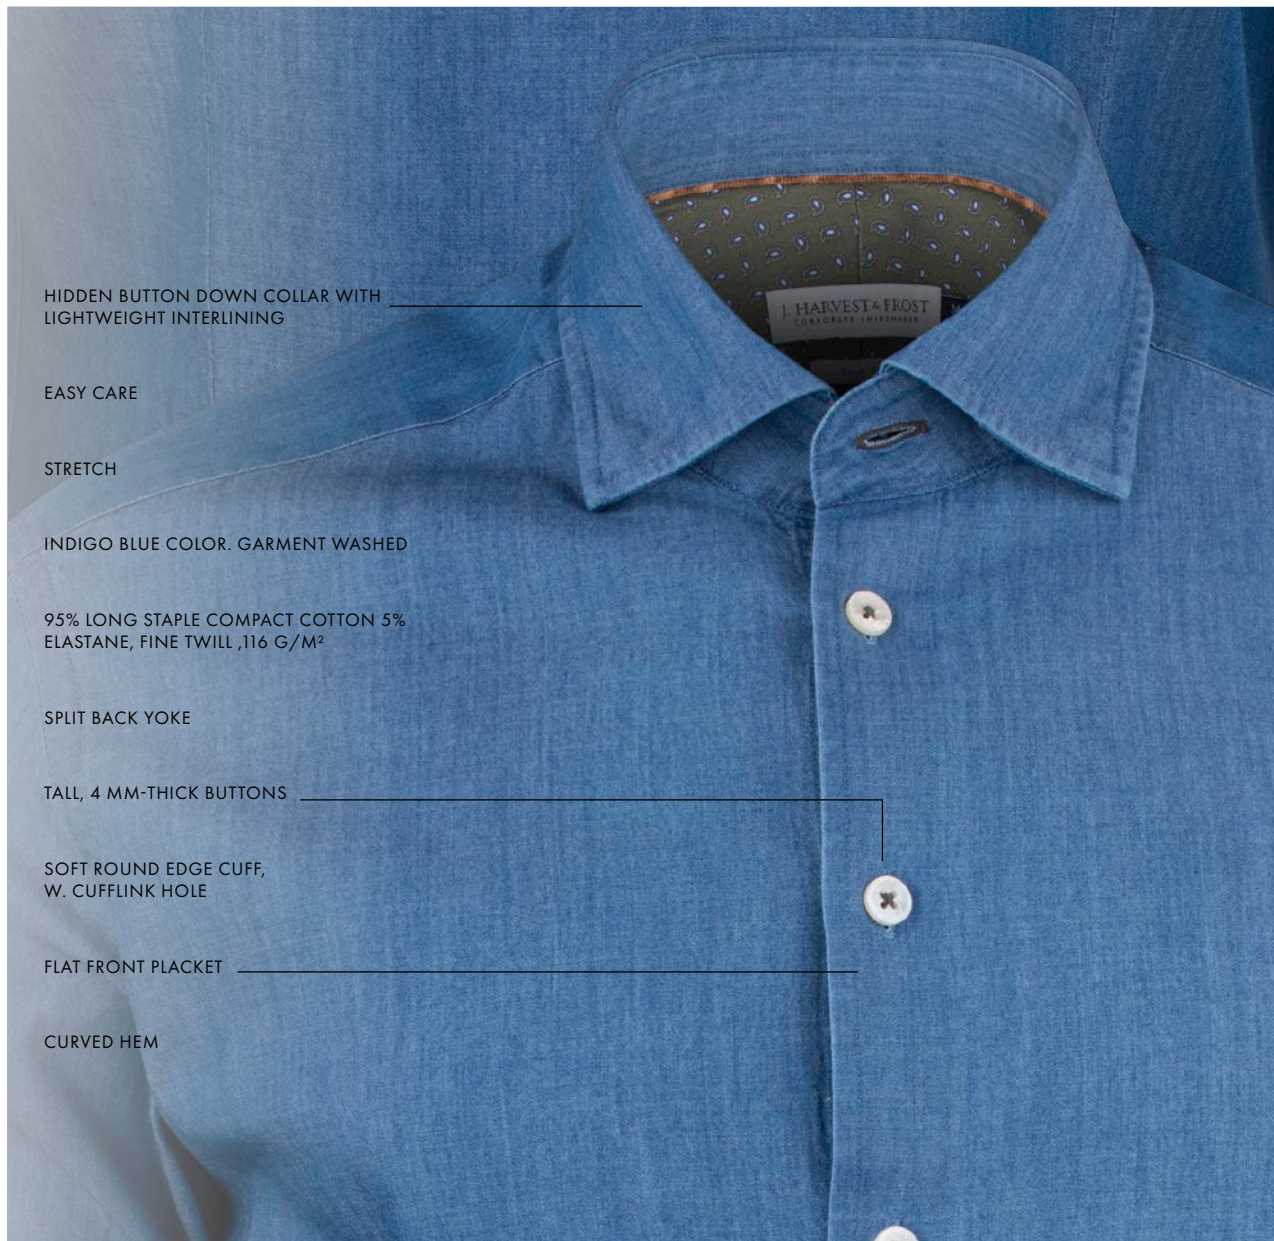 HIDDEN BUTTON DOWN COLLAR WITH
LIGHTWEIGHT INTERLINING
J. HARVEST & FROST
CORPORATE SHIRTMAKER
M
EASY CARE
STRETCH
INDIGO BLUE COLOR. GARMENT WASHED
95% LONG STAPLE COMPACT COTTON 5%
ELASTANE, FINE TWILL ,116 G/M²
SPLIT BACK YOKE
TALL, 4 MM-THICK BUTTONS
SOFT ROUND EDGE CUFF,
W. CUFFLINK HOLE
FLAT FRONT PLACKET
CURVED HEM